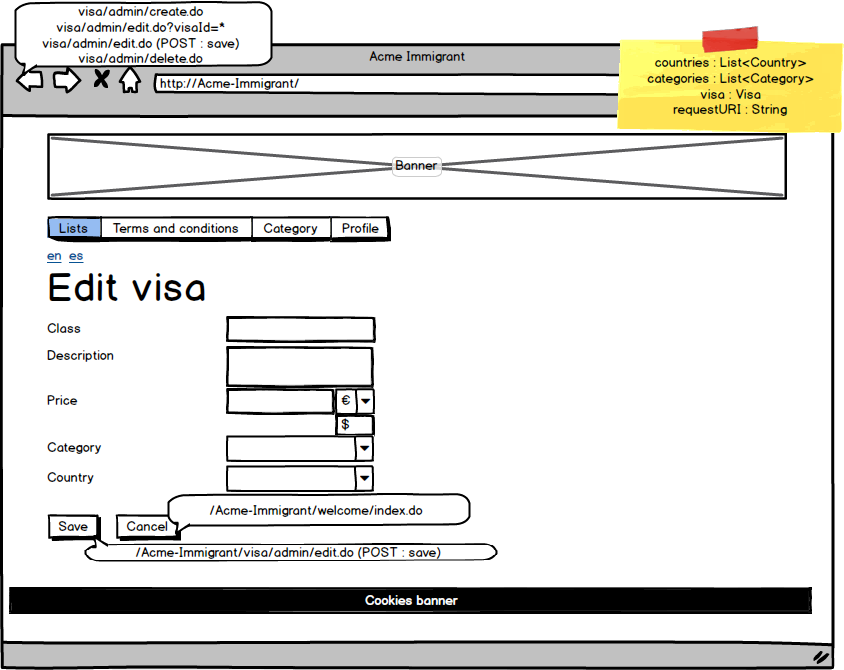 visa/admin/create.do
visa/admin/edit.do?visaId=*
visa/admin/edit.do (POST : save)
visa/admin/delete.do
Acme Immigrant
http://Acme-Immigrant/
countries : List<Country>
categories : List<Category>
visa : Visa
requestURI : String
Banner
Lists Terms and conditions Category Profile
en es
Edit visa
Class
Description
Price €
$
Category
Country
/Acme-Immigrant/welcome/index.do
Save Cancel
/Acme-Immigrant/visa/admin/edit.do (POST : save)
Cookies banner